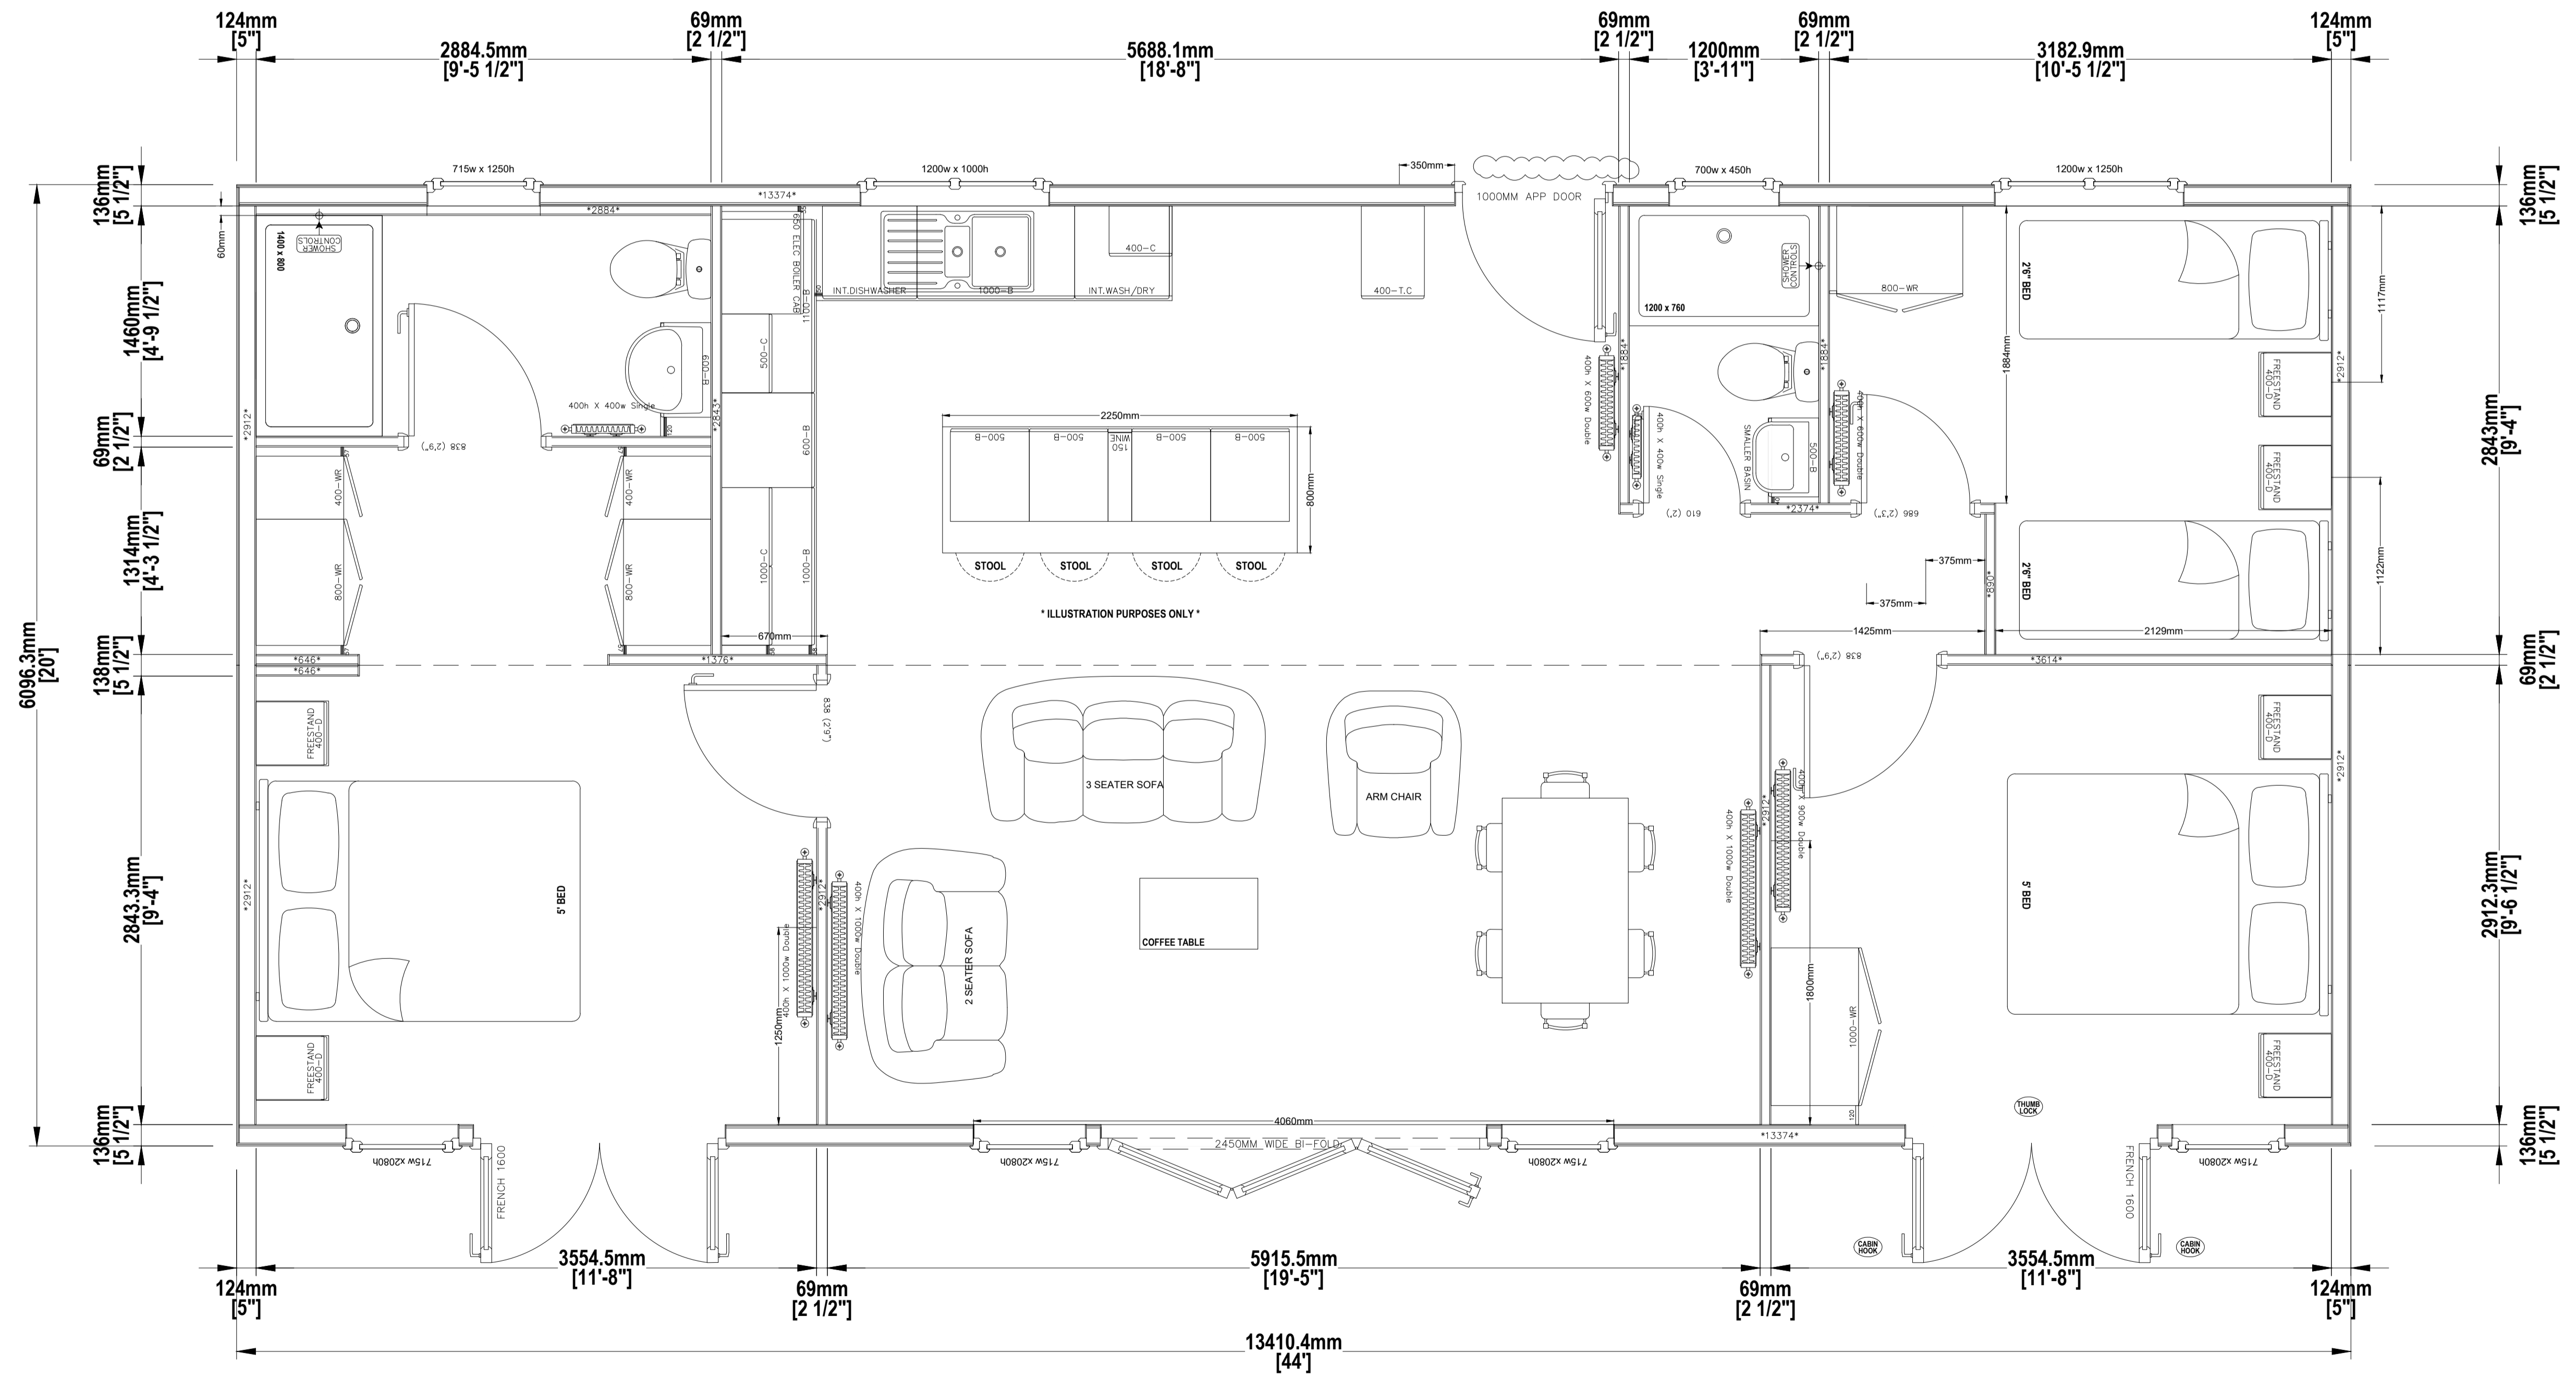 124mm
[5"]
69mm
[2 1/2"]
69mm
[2 1/2"]
69mm
[2 1/2"]
124mm
[5"]
2884.5mm
[9'-5 1/2"]
5688.1mm
[18'-8"]
1200mm
[3'-11"]
3182.9mm
[10'-5 1/2"]
715w x 1250h
1200w x 1000h
350mm
700w x 450h
1200w x 1250h
136mm
[5 1/2"]
*13374*
1000MM APP DOOR
136mm
[5 1/2"]
*2884*
60mm
1400 x 800
SHOWER
CONTROLS
650 ELEC BOILER CAB
1100-B
INT.DISHWASHER
1000-B
INT.WASH/DRY
400-C
400-T.C
SHOWER
CONTROLS
1200 x 760
800-WR
2'6" BED
1117mm
1460mm
[4'-9 1/2"]
600-B
500-C
400h X 400w Single
120
*2912*
*2843*
600-B
838 (2'9")
69mm
[2 1/2"]
2250mm
500-B
500-B
150
WINE
500-B
500-B
800mm
400h X 600w Double
*1884*
400h X 400w Single
SMALLER BASIN
500-B
*1884*
400h X 600w Double
1884mm
FREESTAND
400-D
*2912*
FREESTAND
400-D
2843mm
[9'-4"]
610 (2')
*2374*
686 (2'3")
57
400-WR
57
400-WR
800-WR
800-WR
57
57
1314mm
[4'-3 1/2"]
1000-C
1000-B
STOOL
STOOL
STOOL
STOOL
* ILLUSTRATION PURPOSES ONLY *
375mm
375mm
*890*
2'6" BED
1122mm
670mm
1425mm
2129mm
*646*
*646*
*1376*
838 (2'9")
*3614*
138mm
[5 1/2"]
69mm
[2 1/2"]
6096.3mm
[20']
FREESTAND
400-D
838 (2'9")
3 SEATER SOFA
ARM CHAIR
FREESTAND
400-D
*2912*
400h X 900w Double
*2912*
400h X 1000w Double
2843.3mm
[9'-4"]
*2912*
5' BED
*2912*
400h X 1000w Double
400h X 1000w Double
2 SEATER SOFA
COFFEE TABLE
1250mm
1800mm
1000-WR
5' BED
2912.3mm
[9'-6 1/2"]
FREESTAND
400-D
FREESTAND
400-D
120
THUMB
LOCK
136mm
[5 1/2"]
4060mm
2450MM WIDE BI-FOLD
*13374*
136mm
[5 1/2"]
715w x2080h
715w x2080h
715w x2080h
715w x2080h
FRENCH 1600
FRENCH 1600
CABIN
HOOK
CABIN
HOOK
3554.5mm
[11'-8"]
5915.5mm
[19'-5"]
3554.5mm
[11'-8"]
124mm
[5"]
69mm
[2 1/2"]
69mm
[2 1/2"]
124mm
[5"]
13410.4mm
[44']